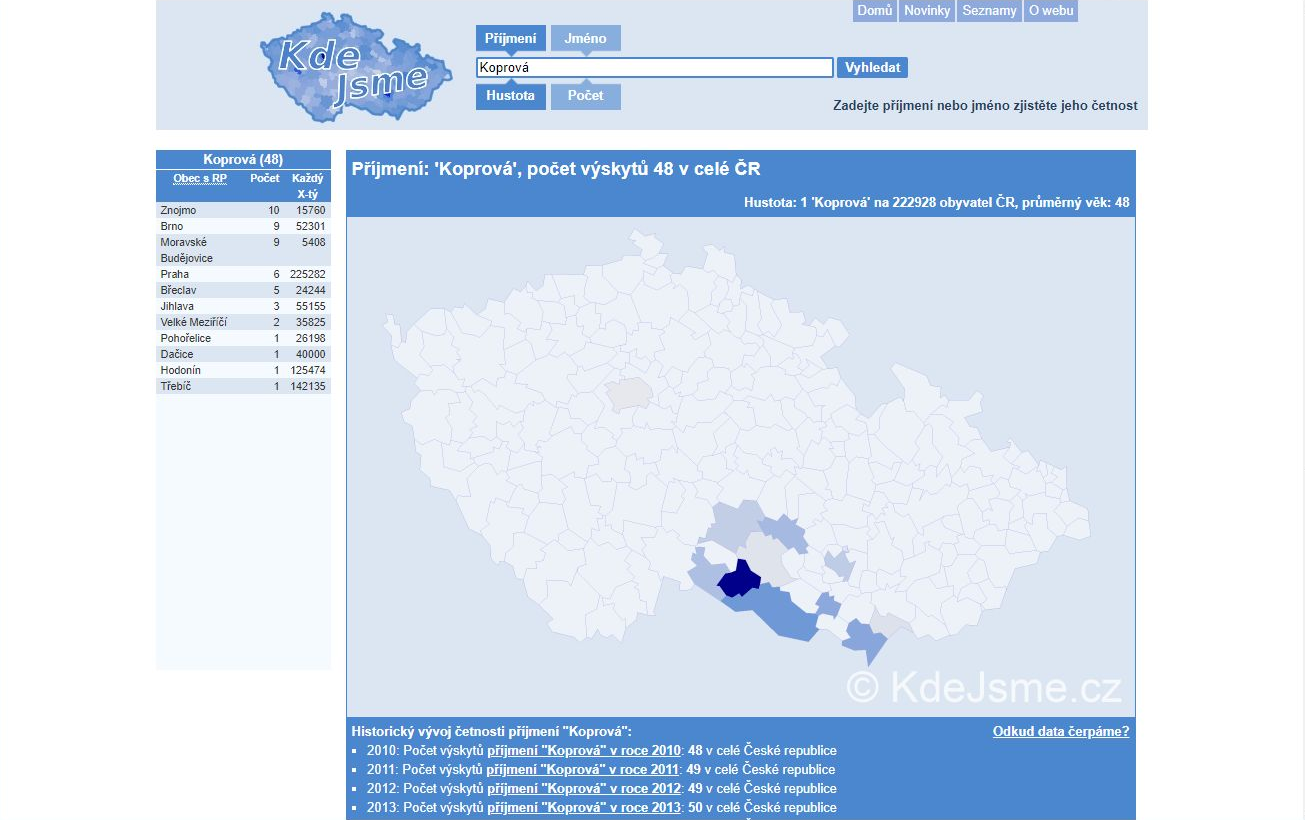 Domů Novinky Seznamy O webu
Kde
Jsme
Příjmení Jméno
Koprová Vyhledat
Hustota Počet
Zadejte příjmení nebo jméno zjistěte jeho četnost
Koprová (48)
Obec s RP Počet Každý
X-tý
Znojmo 10 15760
Brno 9 52301
Moravské 9 5408
Budějovice
Praha 6 225282
Břeclav 5 24244
Jihlava 3 55155
Velké Meziříčí 2 35825
Pohořelice 1 26198
Dačice 1 40000
Hodonín 1 125474
Třebíč 1 142135
Příjmení: 'Koprová', počet výskytů 48 v celé ČR
Hustota: 1 'Koprová' na 222928 obyvatel ČR, průměrný věk: 48
© KdeJsme.cz
Historický vývoj četnosti příjmení "Koprová": Odkud data čerpáme?
▪ 2010: Počet výskytů příjmení "Koprová" v roce 2010: 48 v celé České republice
▪ 2011: Počet výskytů příjmení "Koprová" v roce 2011: 49 v celé České republice
▪ 2012: Počet výskytů příjmení "Koprová" v roce 2012: 49 v celé České republice
▪ 2013: Počet výskytů příjmení "Koprová" v roce 2013: 50 v celé České republice